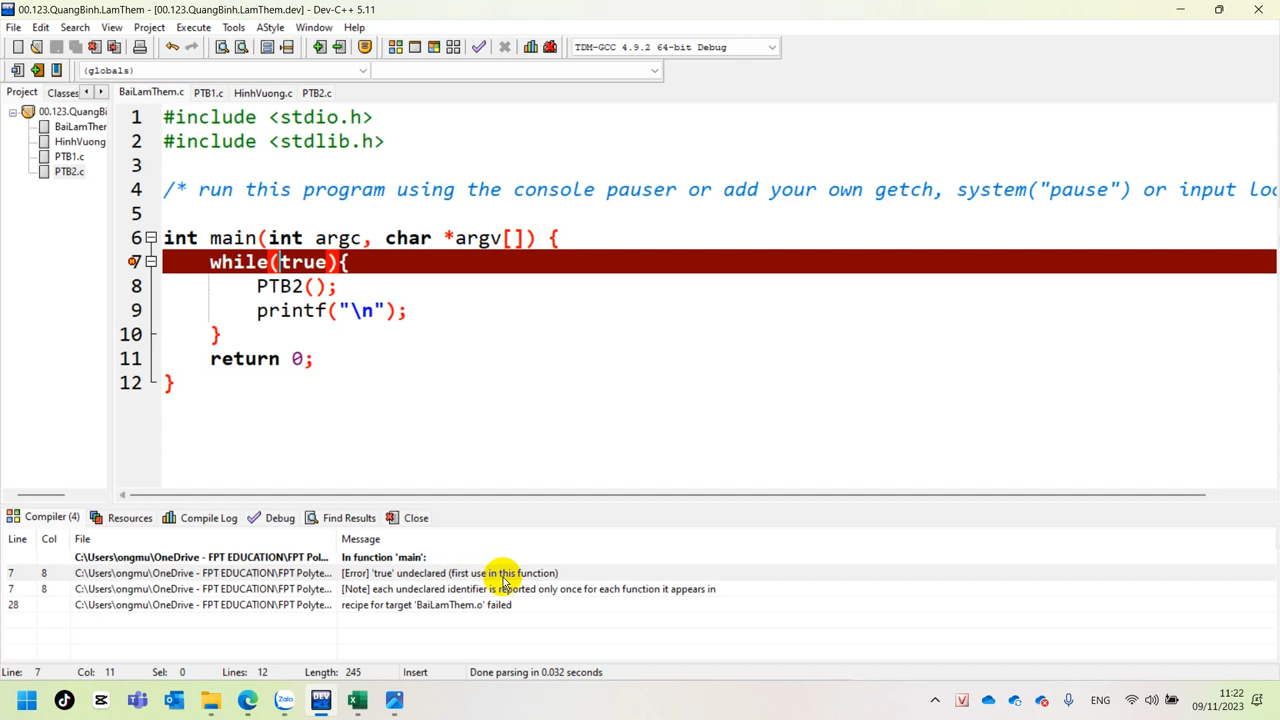 00.123.QuangBinh.LamThem - [00.123.QuangBinh.LamThem.dev] - Dev-C++ 5.11
File Edit Search View Project Execute Tools AStyle Window Help
TDM-GCC 4.9.2 64-bit Debug
(globals)
Project Classes BaiLamThem.c PTB1.c HinhVuong.c PTB2.c
00.123.QuangBi
BaiLamTher
HinhVuong.
PTB1.c
PTB2.c
1 #include <stdio.h>
2 #include <stdlib.h>
3
4 /* run this program using the console pauser or add your own getch, system("pause") or input loo
5
6 int main(int argc, char *argv[]) {
7 while(true){
8 PTB2();
9 printf("\n");
10 }
11 return 0;
12 }
Compiler (4) Resources Compile Log Debug Find Results Close
Line Col File Message
C:\Users\ongmu\OneDrive - FPT EDUCATION\FPT Pol... In function 'main':
7 8 C:\Users\ongmu\OneDrive - FPT EDUCATION\FPT Polyte... [Error] 'true' undeclared (first use in this function)
7 8 C:\Users\ongmu\OneDrive - FPT EDUCATION\FPT Polyte... [Note] each undeclared identifier is reported only once for each function it appears in
28 C:\Users\ongmu\OneDrive - FPT EDUCATION\FPT Polyte... recipe for target 'BaiLamThem.o' failed
Line: 7 Col: 11 Sel: 0 Lines: 12 Length: 245 Insert Done parsing in 0.032 seconds
DEV
Zalo
V
ENG
11:22
09/11/2023